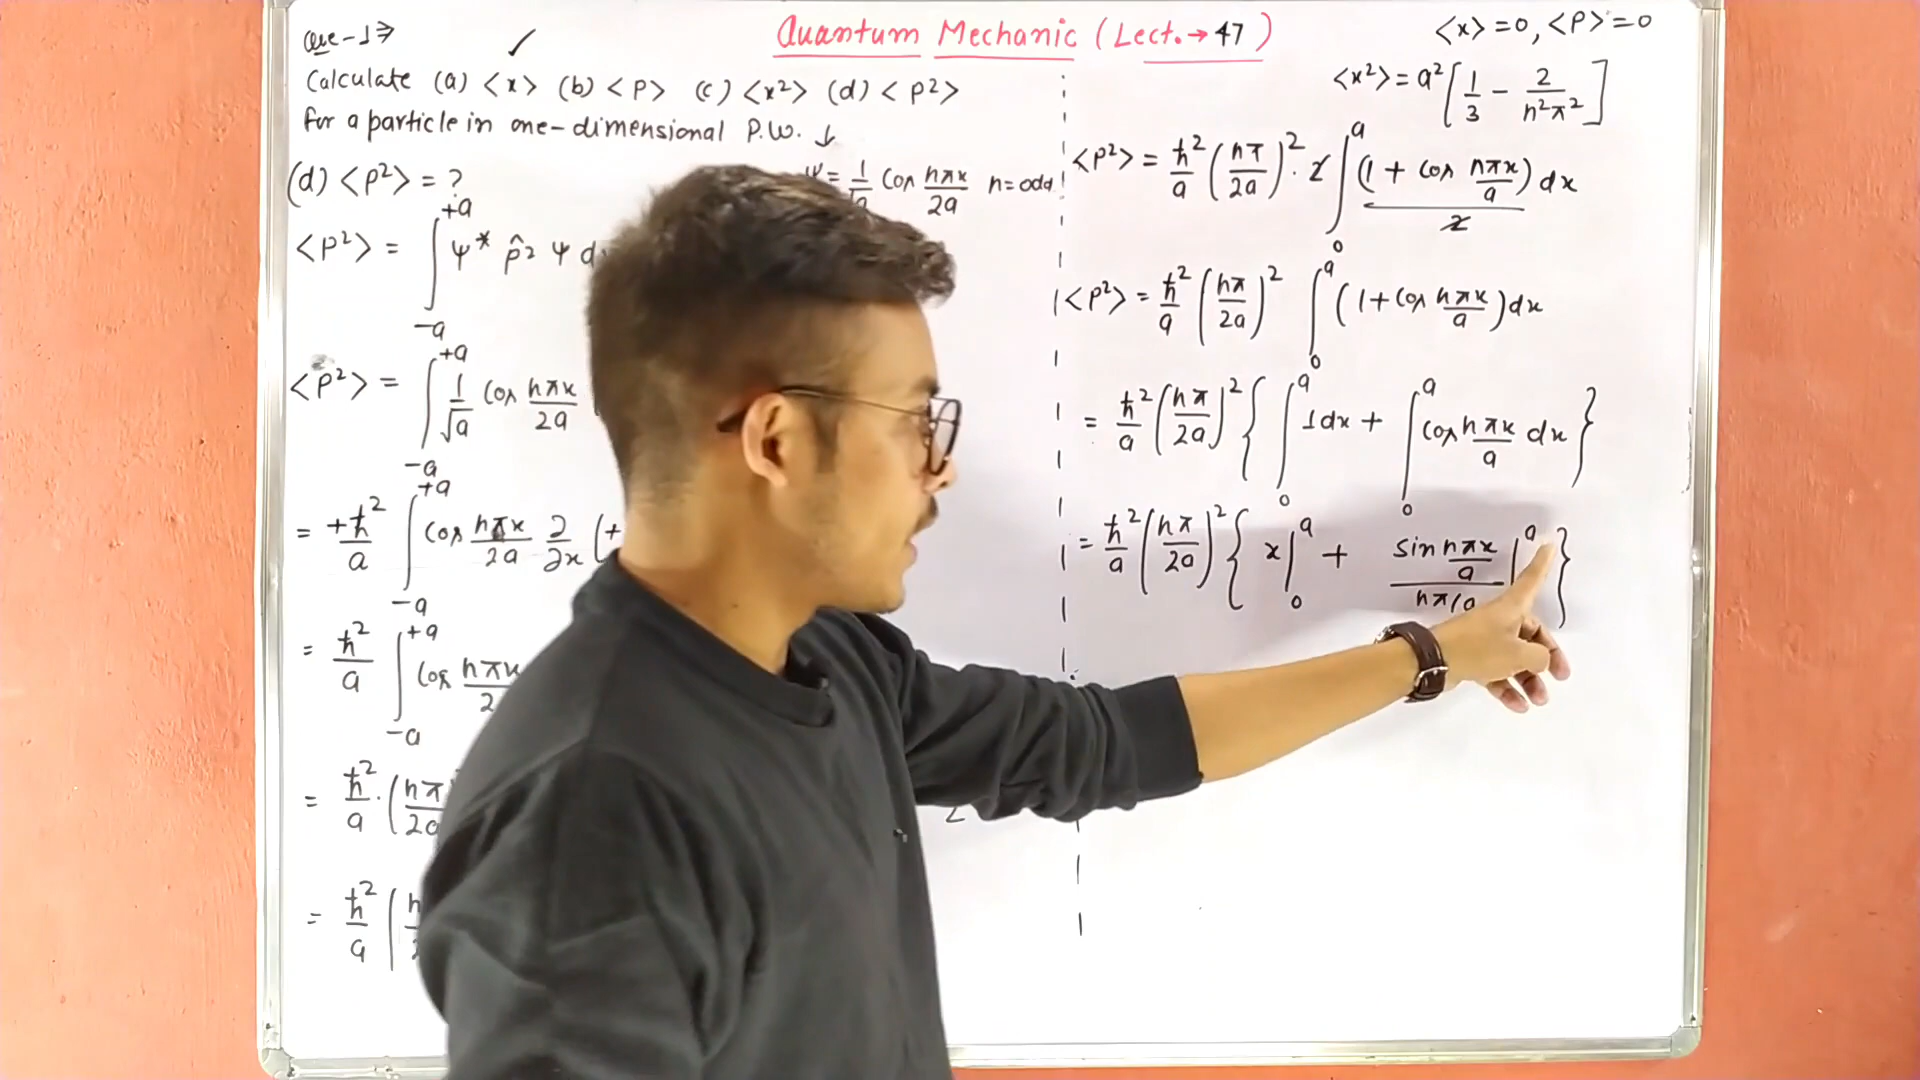 Que-1⇒
Quantum Mechanic (Lect.→47)
Calculate (a) <x> (b) <P> (c) <x²> (d) <P²>
for a particle in one-dimensional P.W. ↓
(d) <P²> = ?
= 1/ Cos nπx/2a n=odd
<P²> = ∫₋ₐ⁺ᵃ ψ* p̂2 ψ d
<P²> = ∫₋ₐ⁺ᵃ 1/√a Cos nπx/2a
= +ħ²/a ∫₋ₐ⁺ᵃ Cos nπx/2a ∂/∂x (+
= ħ²/a ∫₋ₐ⁺ᵃ Cos nπx/2
= ħ²/a · (nπ/2a
= ħ²/a (n
<x> = 0, <P> = 0
<x²> = a² [1/3 - 2/n²π²]
<P²> = ħ²/a (nπ/2a)² · 2 ∫₀ᵃ (1 + Cos nπx/a)/2 dx
<P²> = ħ²/a (nπ/2a)² ∫₀ᵃ (1 + Cos nπx/a) dx
= ħ²/a (nπ/2a)² { ∫₀ᵃ 1dx + ∫₀ᵃ Cos nπx/a dx }
= ħ²/a (nπ/2a)² { x|₀ᵃ + sin nπx/a / nπ/a |ᵃ }